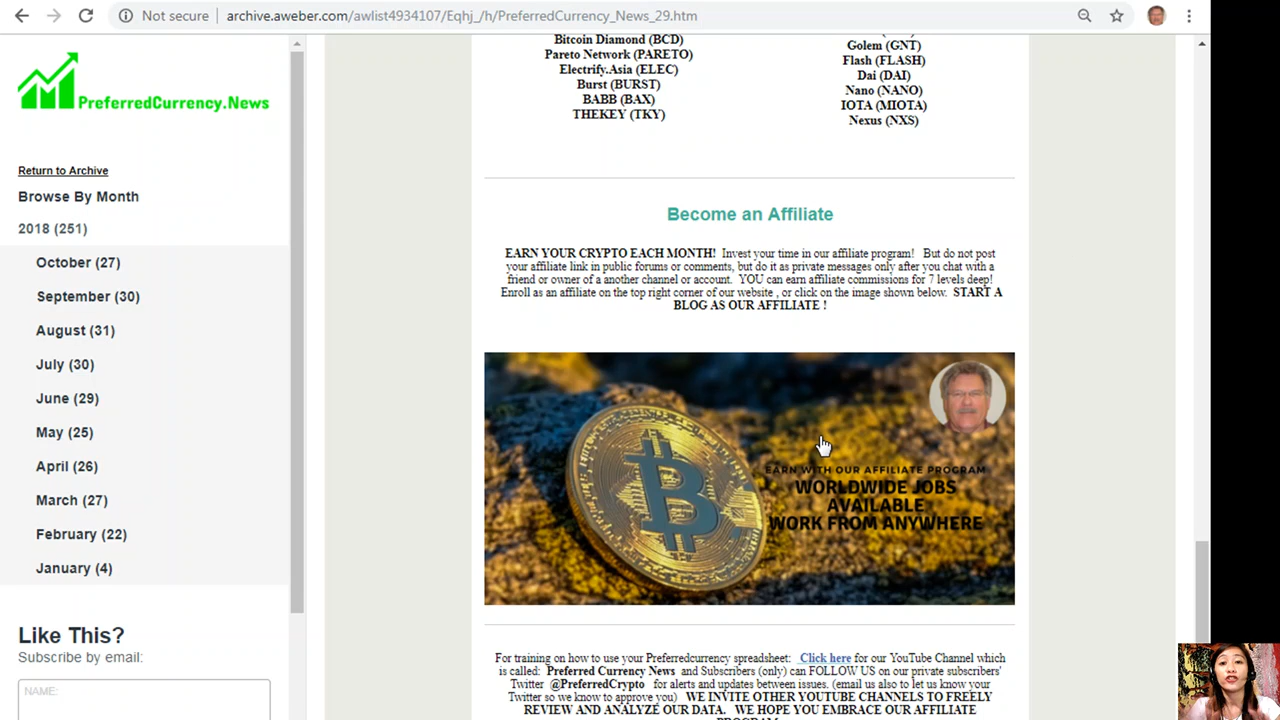 Not secure
archive.aweber.com/awlist4934107/Eqhj_/h/PreferredCurrency_News_29.htm
PreferredCurrency.News
Return to Archive
Browse By Month
2018 (251)
October (27)
September (30)
August (31)
July (30)
June (29)
May (25)
April (26)
March (27)
February (22)
January (4)
Like This?
Subscribe by email:
NAME:
Bitcoin Diamond (BCD)
Pareto Network (PARETO)
Electrify.Asia (ELEC)
Burst (BURST)
BABB (BAX)
THEKEY (TKY)
Golem (GNT)
Flash (FLASH)
Dai (DAI)
Nano (NANO)
IOTA (MIOTA)
Nexus (NXS)
Become an Affiliate
EARN YOUR CRYPTO EACH MONTH! Invest your time in our affiliate program! But do not post
your affiliate link in public forums or comments, but do it as private messages only after you chat with a
friend or owner of a another channel or account. YOU can earn affiliate commissions for 7 levels deep!
Enroll as an affiliate on the top right corner of our website , or click on the image shown below. START A
BLOG AS OUR AFFILIATE !
EARN WITH OUR AFFILIATE PROGRAM
WORLDWIDE JOBS
AVAILABLE
WORK FROM ANYWHERE
For training on how to use your Preferredcurrency spreadsheet: Click here for our YouTube Channel which
is called: Preferred Currency News and Subscribers (only) can FOLLOW US on our private subscribers'
Twitter @PreferredCrypto for alerts and updates between issues. (email us also to let us know your
Twitter so we know to approve you) WE INVITE OTHER YOUTUBE CHANNELS TO FREELY
REVIEW AND ANALYZE OUR DATA. WE HOPE YOU EMBRACE OUR AFFILIATE